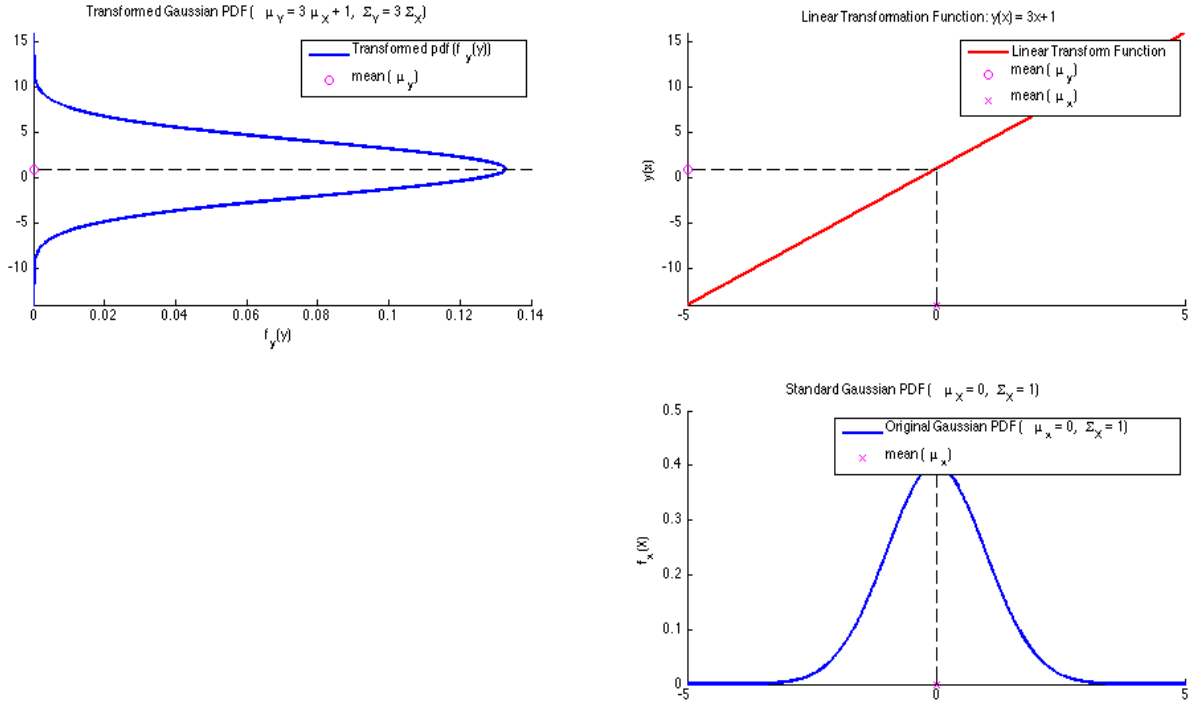 Transformed Gaussian PDF ( μ_Y = 3 μ_X + 1, Σ_Y = 3 Σ_X)
Transformed pdf (f_y(y))
mean ( μ_y)
15
10
5
0
-5
-10
0 0.02 0.04 0.06 0.08 0.1 0.12 0.14
f_y(y)
Linear Transformation Function: y(x) = 3x+1
Linear Transform Function
mean ( μ_y)
mean ( μ_x)
15
10
5
0
-5
-10
y(x)
-5 0 5
Standard Gaussian PDF ( μ_X = 0, Σ_X = 1)
Original Gaussian PDF ( μ_x = 0, Σ_X = 1)
mean ( μ_x)
0.5
0.4
0.3
0.2
0.1
0
f_x(X)
-5 0 5